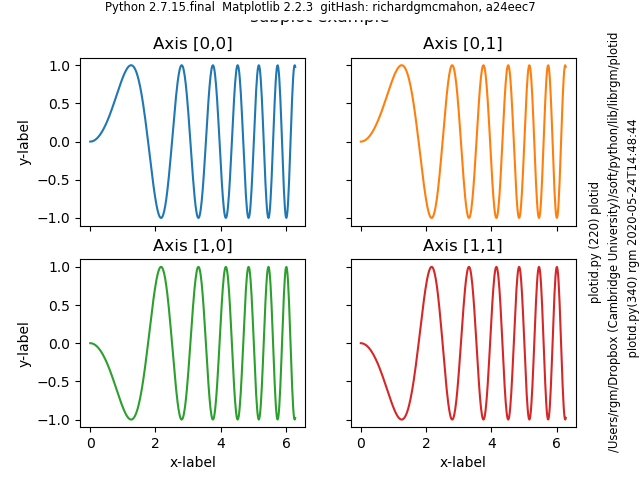 Python 2.7.15.final  Matplotlib 2.2.3  gitHash: richardgmcmahon, a24eec7
subplot example
Axis [0,0]
Axis [0,1]
1.0
0.5
0.0
−0.5
−1.0
y-label
Axis [1,0]
Axis [1,1]
1.0
0.5
0.0
−0.5
−1.0
y-label
0 2 4 6
0 2 4 6
x-label
x-label
plotid.py (220) plotid
/Users/rgm/Dropbox (Cambridge University)/soft/python/lib/librgm/plotid
plotid.py(340) rgm 2020-05-24T14:48:44